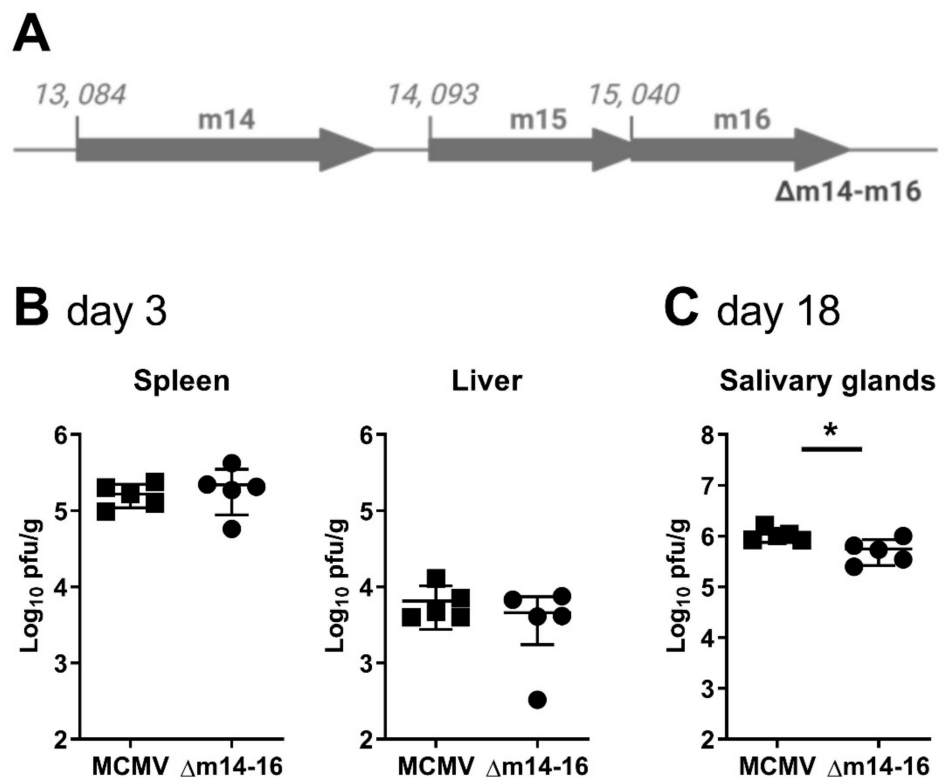 A
13, 084 14, 093 15, 040
m14 m15 m16
Δm14-m16
B day 3 C day 18
Spleen Liver Salivary glands
6 6 8
7
5 5 6
4 4 5
4
3 3 3
2 2 2
Log10 pfu/g Log10 pfu/g Log10 pfu/g
*
MCMV Δm14-16 MCMV Δm14-16 MCMV Δm14-16